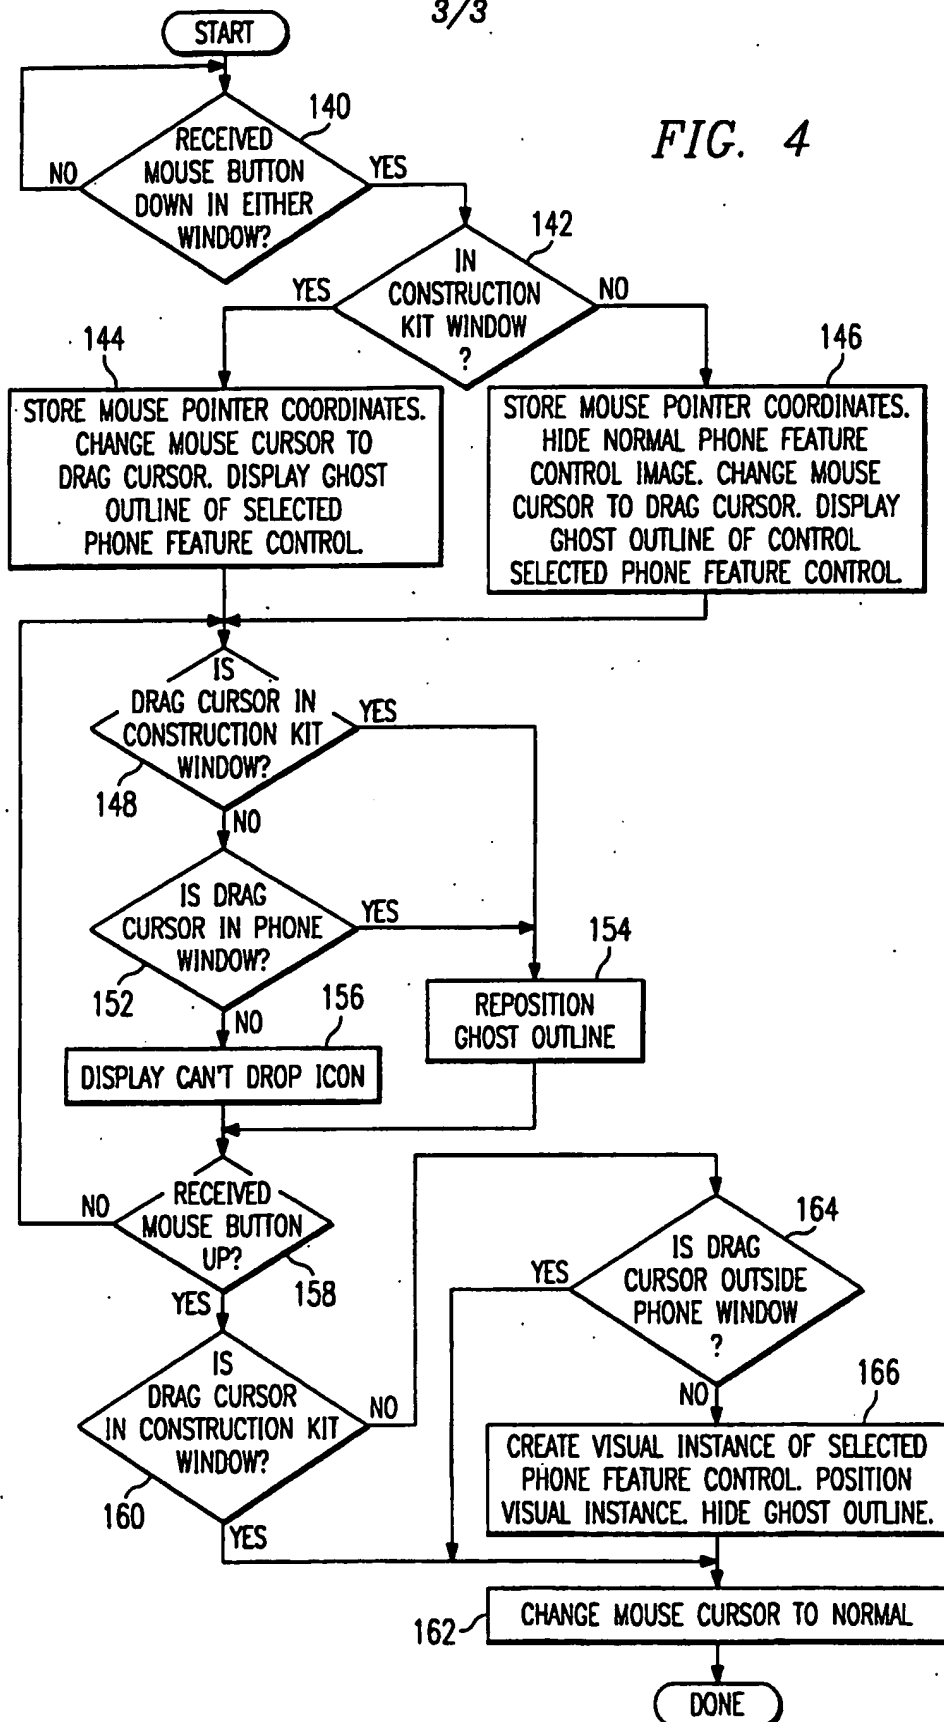 3/3
START
FIG. 4
140
RECEIVED
MOUSE BUTTON
DOWN IN EITHER
WINDOW?
NO
YES
142
IN
CONSTRUCTION
KIT WINDOW
?
YES
NO
144
STORE MOUSE POINTER COORDINATES.
CHANGE MOUSE CURSOR TO
DRAG CURSOR. DISPLAY GHOST
OUTLINE OF SELECTED
PHONE FEATURE CONTROL.
146
STORE MOUSE POINTER COORDINATES.
HIDE NORMAL PHONE FEATURE
CONTROL IMAGE. CHANGE MOUSE
CURSOR TO DRAG CURSOR. DISPLAY
GHOST OUTLINE OF CONTROL
SELECTED PHONE FEATURE CONTROL.
IS
DRAG CURSOR IN
CONSTRUCTION KIT
WINDOW?
YES
148
NO
IS DRAG
CURSOR IN PHONE
WINDOW?
YES
152
NO
154
REPOSITION
GHOST OUTLINE
156
DISPLAY CAN'T DROP ICON
RECEIVED
MOUSE BUTTON
UP?
NO
158
YES
IS
DRAG CURSOR
IN CONSTRUCTION KIT
WINDOW?
NO
160
YES
164
IS DRAG
CURSOR OUTSIDE
PHONE WINDOW
?
YES
NO
166
CREATE VISUAL INSTANCE OF SELECTED
PHONE FEATURE CONTROL. POSITION
VISUAL INSTANCE. HIDE GHOST OUTLINE.
162
CHANGE MOUSE CURSOR TO NORMAL
DONE